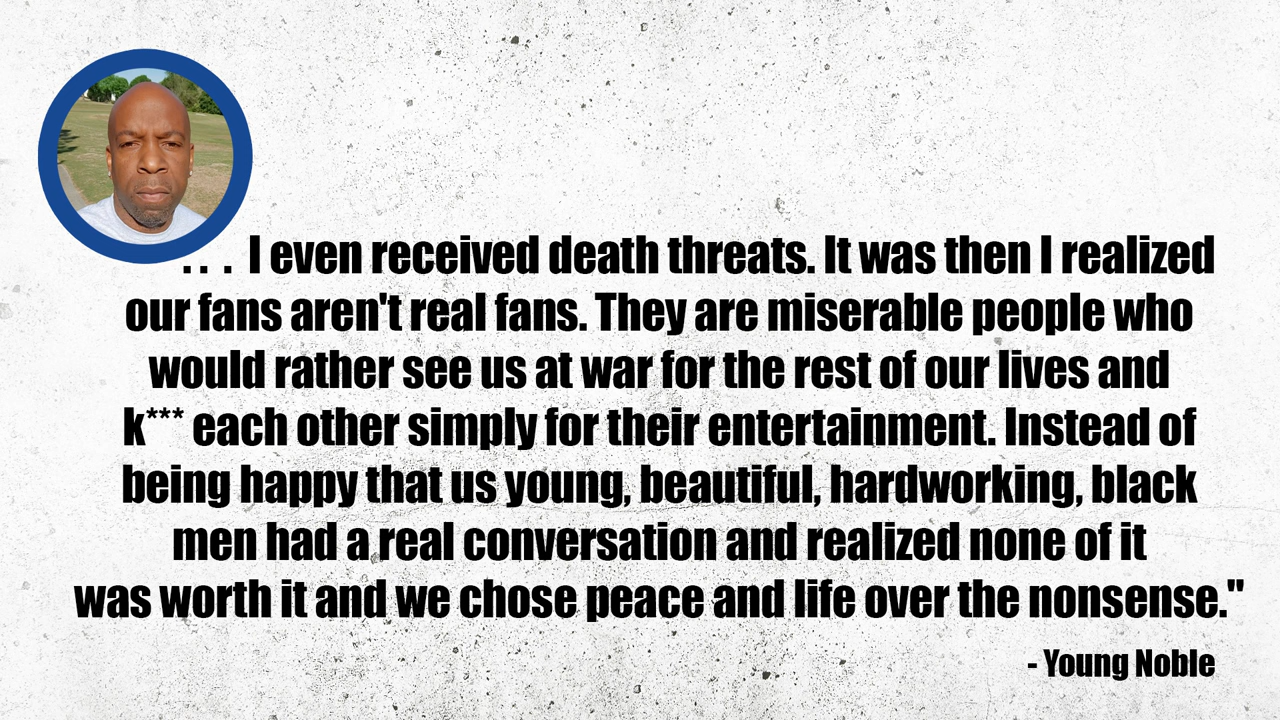 . . . I even received death threats. It was then I realized
our fans aren't real fans. They are miserable people who
would rather see us at war for the rest of our lives and
k*** each other simply for their entertainment. Instead of
being happy that us young, beautiful, hardworking, black
men had a real conversation and realized none of it
was worth it and we chose peace and life over the nonsense."
- Young Noble